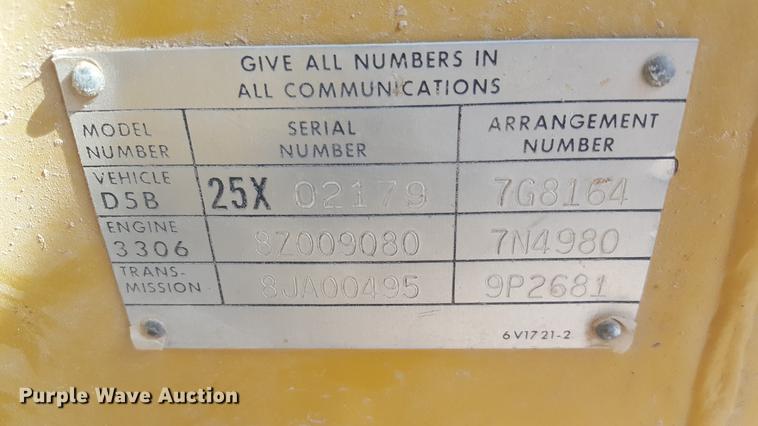 GIVE ALL NUMBERS IN
ALL COMMUNICATIONS
MODEL NUMBER SERIAL NUMBER ARRANGEMENT NUMBER
VEHICLE D5B 25X 02179 7G8164
ENGINE 3306 8Z009080 7N4980
TRANS-MISSION 8JA00495 9P2681
6V1721-2
Purple Wave Auction